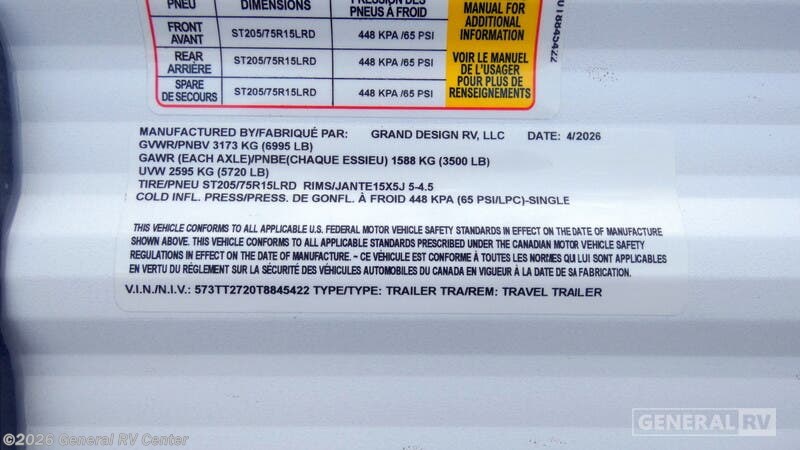 PNEU DIMENSIONS PRESSION DES PNEUS À FROID MANUAL FOR ADDITIONAL INFORMATION
FRONT AVANT ST205/75R15LRD 448 KPA /65 PSI
REAR ARRIÈRE ST205/75R15LRD 448 KPA /65 PSI
SPARE DE SECOURS ST205/75R15LRD 448 KPA /65 PSI
VOIR LE MANUEL DE L'USAGER POUR PLUS DE RENSEIGNEMENTS
MANUFACTURED BY/FABRIQUÉ PAR: GRAND DESIGN RV, LLC DATE: 4/2026
GVWR/PNBV 3173 KG (6995 LB)
GAWR (EACH AXLE)/PNBE(CHAQUE ESSIEU) 1588 KG (3500 LB)
UVW 2595 KG (5720 LB)
TIRE/PNEU ST205/75R15LRD RIMS/JANTE15X5J 5-4.5
COLD INFL. PRESS/PRESS. DE GONFL. À FROID 448 KPA (65 PSI/LPC)-SINGLE
THIS VEHICLE CONFORMS TO ALL APPLICABLE U.S. FEDERAL MOTOR VEHICLE SAFETY STANDARDS IN EFFECT ON THE DATE OF MANUFACTURE
SHOWN ABOVE. THIS VEHICLE CONFORMS TO ALL APPLICABLE STANDARDS PRESCRIBED UNDER THE CANADIAN MOTOR VEHICLE SAFETY
REGULATIONS IN EFFECT ON THE DATE OF MANUFACTURE. ~ CE VÉHICULE EST CONFORME À TOUTES LES NORMES QUI LUI SONT APPLICABLES
EN VERTU DU RÉGLEMENT SUR LA SÉCURITÉ DES VÉHICULES AUTOMOBILES DU CANADA EN VIGUEUR À LA DATE DE SA FABRICATION.
V.I.N./N.I.V.: 573TT2720T8845422 TYPE/TYPE: TRAILER TRA/REM: TRAVEL TRAILER
GENERAL RV
©2026 General RV Center